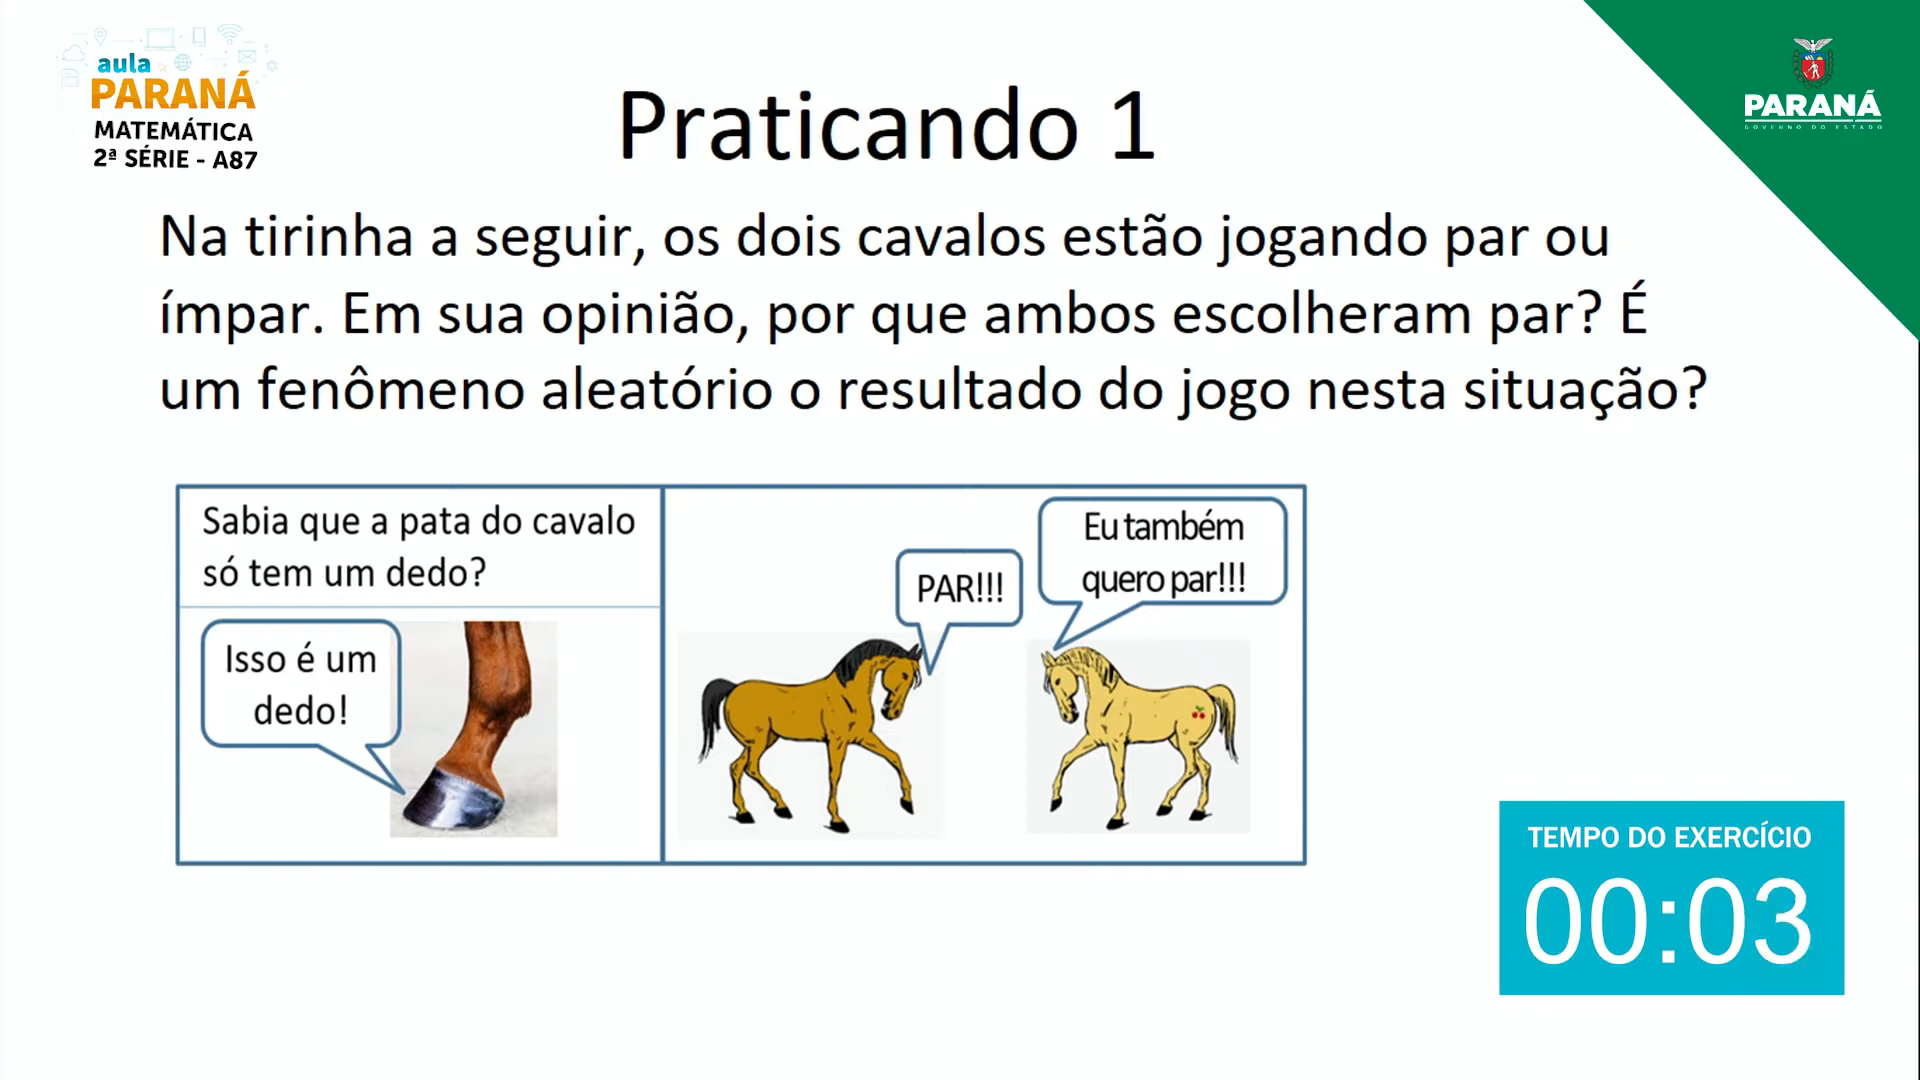 aula
PARANÁ
MATEMÁTICA
2ª SÉRIE - A87
PARANÁ
GOVERNO DO ESTADO
Praticando 1
Na tirinha a seguir, os dois cavalos estão jogando par ou
ímpar. Em sua opinião, por que ambos escolheram par? É
um fenômeno aleatório o resultado do jogo nesta situação?
Sabia que a pata do cavalo
só tem um dedo?
Isso é um
dedo!
PAR!!!
Eu também
quero par!!!
TEMPO DO EXERCÍCIO
00:03